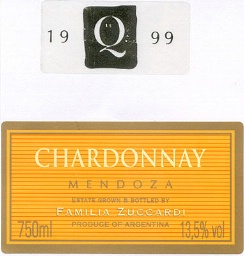 19 Q 99
CHARDONNAY
MENDOZA
ESTATE GROWN & BOTTLED BY
FAMILIA ZUCCARDI
750ml PRODUCE OF ARGENTINA 13,5% vol